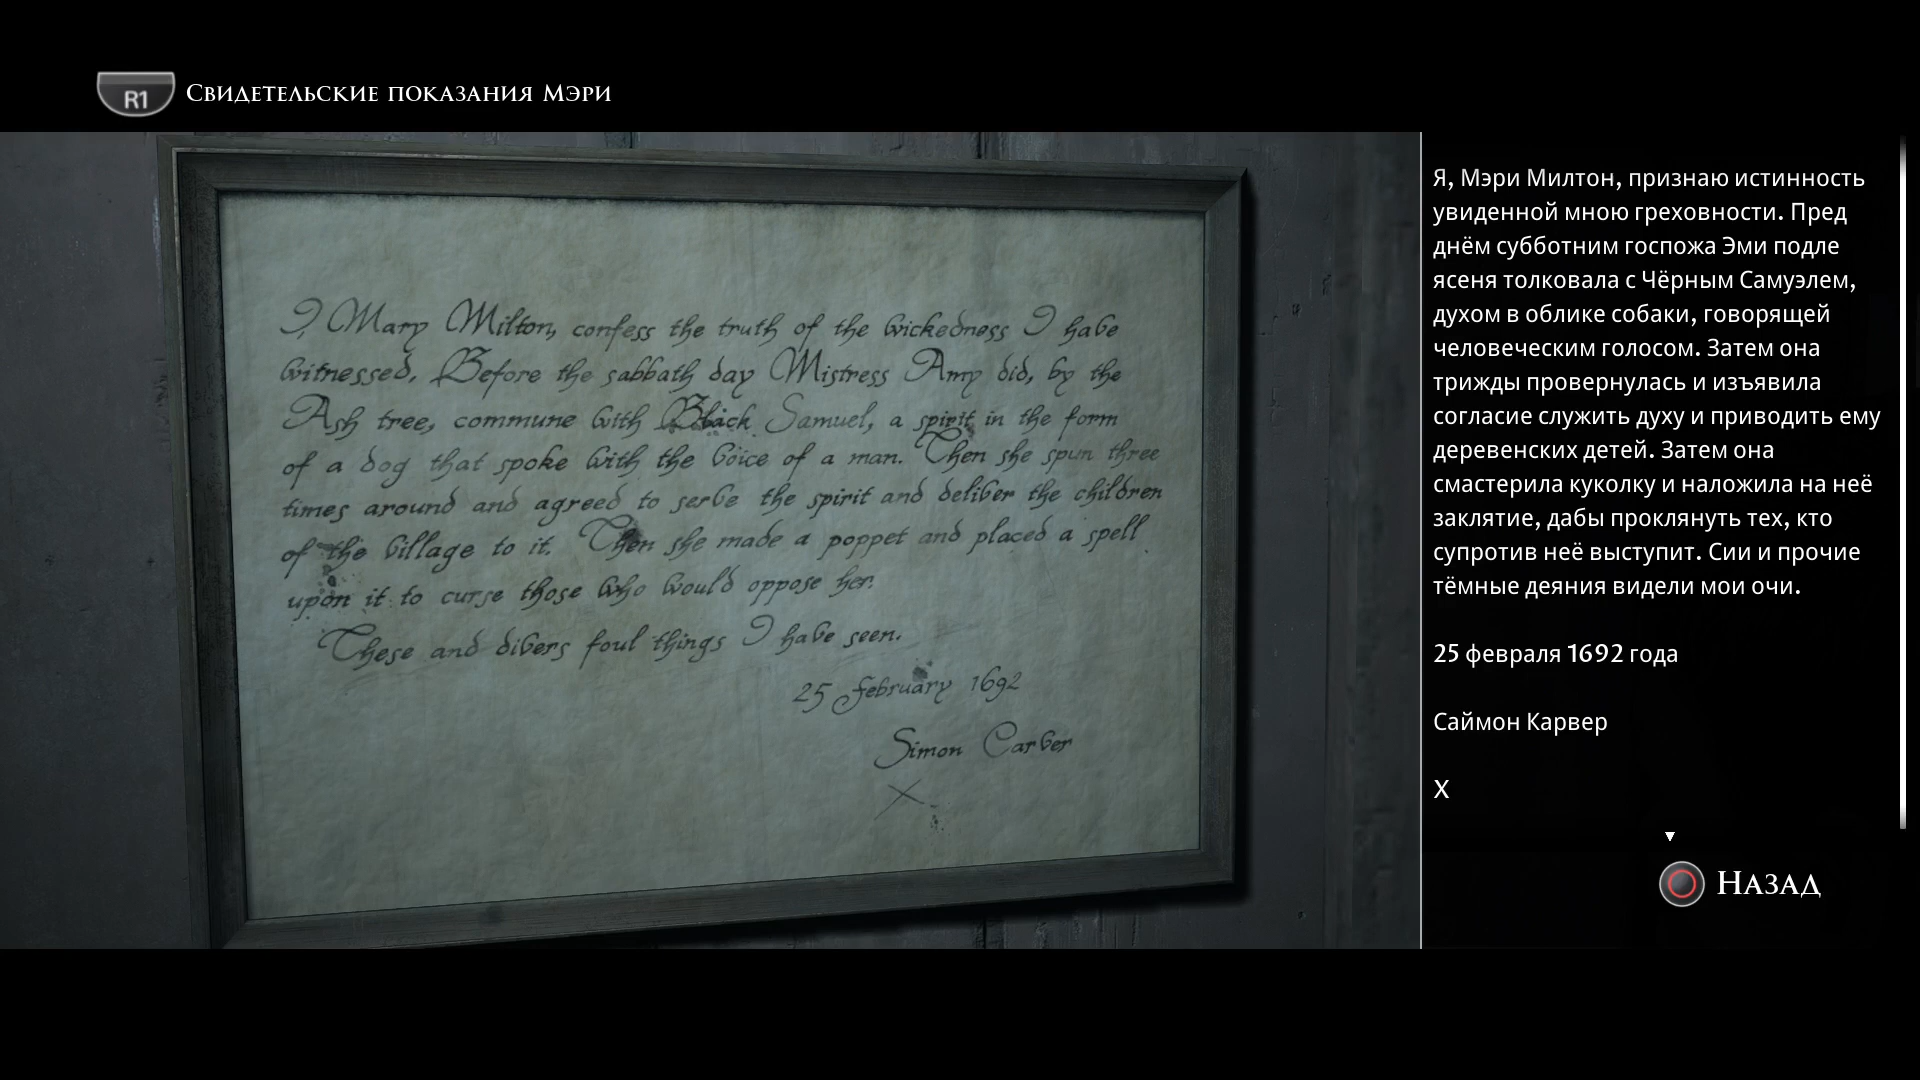 R1 Свидетельские показания Мэри
I, Mary Milton, confess the truth of the wickedness I have
witnessed. Before the sabbath day Mistress Amy did, by the
Ash tree, commune with Black Samuel, a spirit in the form
of a dog that spoke with the voice of a man. Then she spun three
times around and agreed to serve the spirit and deliver the children
of the village to it. Then she made a poppet and placed a spell
upon it to curse those who would oppose her.
These and divers foul things I have seen.
25 february 1692
Simon Carver
X
Я, Мэри Милтон, признаю истинность
увиденной мною греховности. Пред
днём субботним госпожа Эми подле
ясеня толковала с Чёрным Самуэлем,
духом в облике собаки, говорящей
человеческим голосом. Затем она
трижды провернулась и изъявила
согласие служить духу и приводить ему
деревенских детей. Затем она
смастерила куколку и наложила на неё
заклятие, дабы проклянуть тех, кто
супротив неё выступит. Сии и прочие
тёмные деяния видели мои очи.
25 февраля 1692 года
Саймон Карвер
X
Назад